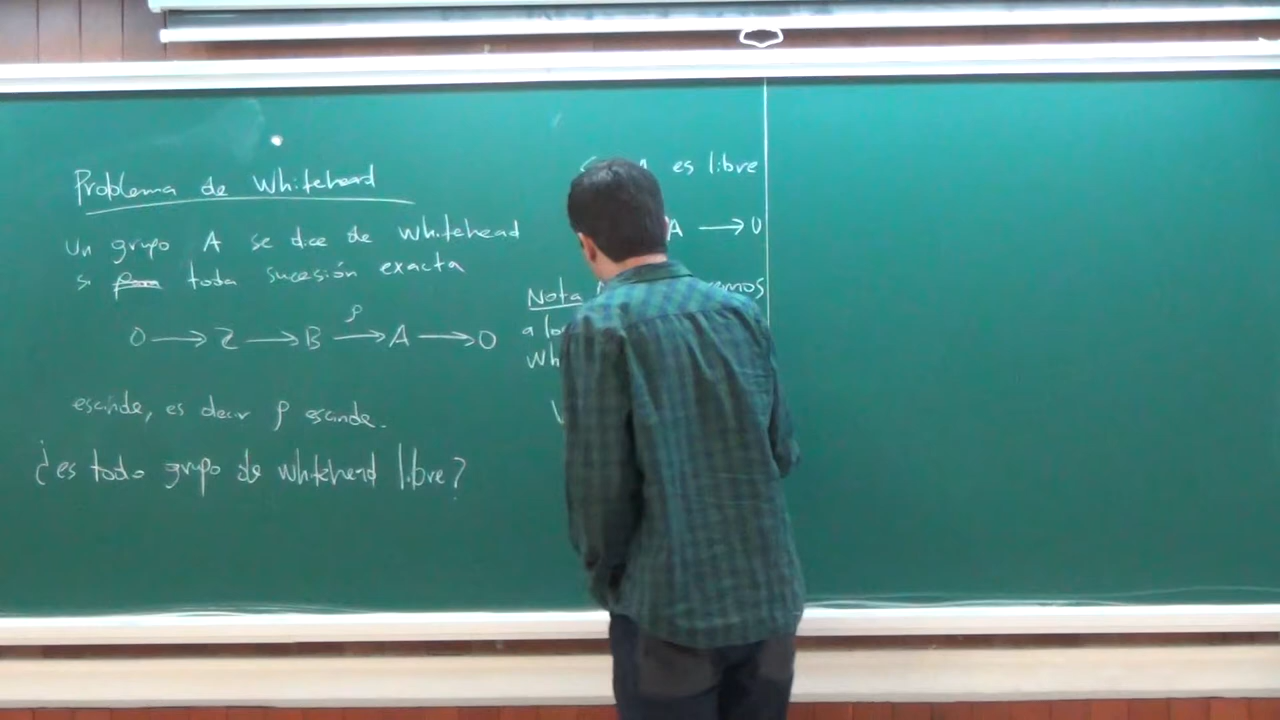 Problema de Whitehead
Un grupo A se dice de Whitehead
si toda sucesión exacta
0 → Z → B →ρ A → 0
escinde, es decir ρ escinde.
¿es todo grupo de Whitehead libre?
es libre
A → 0
Nota
a
Wh